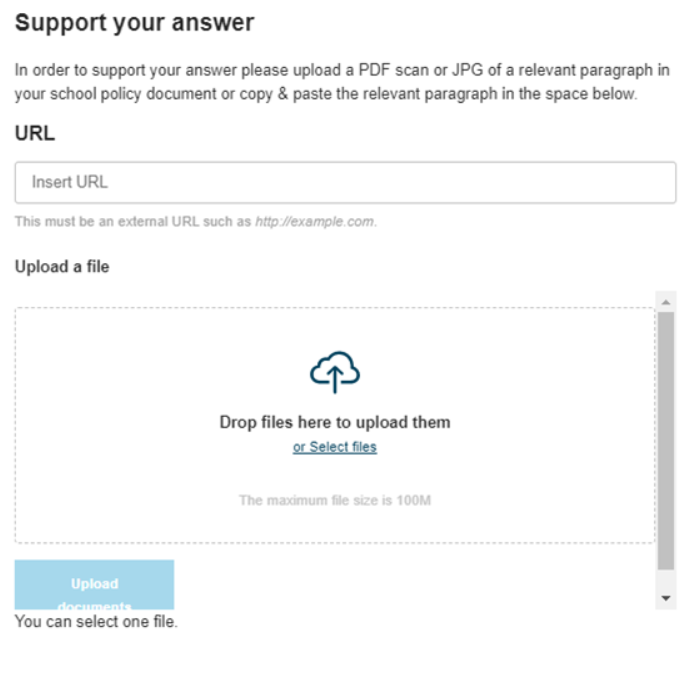 Support your answer
In order to support your answer please upload a PDF scan or JPG of a relevant paragraph in
your school policy document or copy & paste the relevant paragraph in the space below.
URL
Insert URL
This must be an external URL such as http://example.com.
Upload a file
Drop files here to upload them
or Select files
The maximum file size is 100M
Upload
documents
You can select one file.